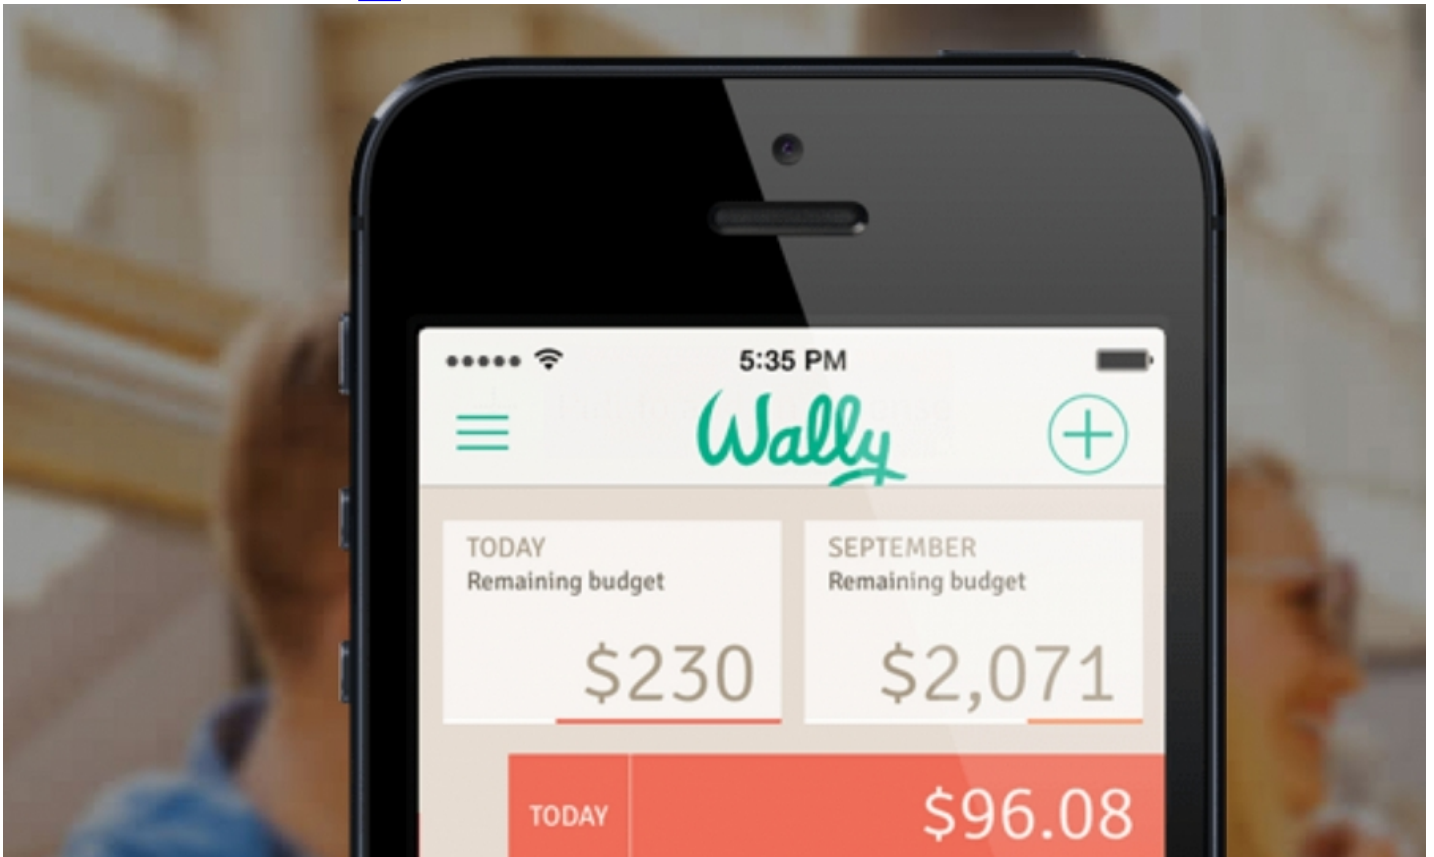 5:35 PM
Wally
TODAY
Remaining budget
$230
SEPTEMBER
Remaining budget
$2,071
TODAY
$96.08